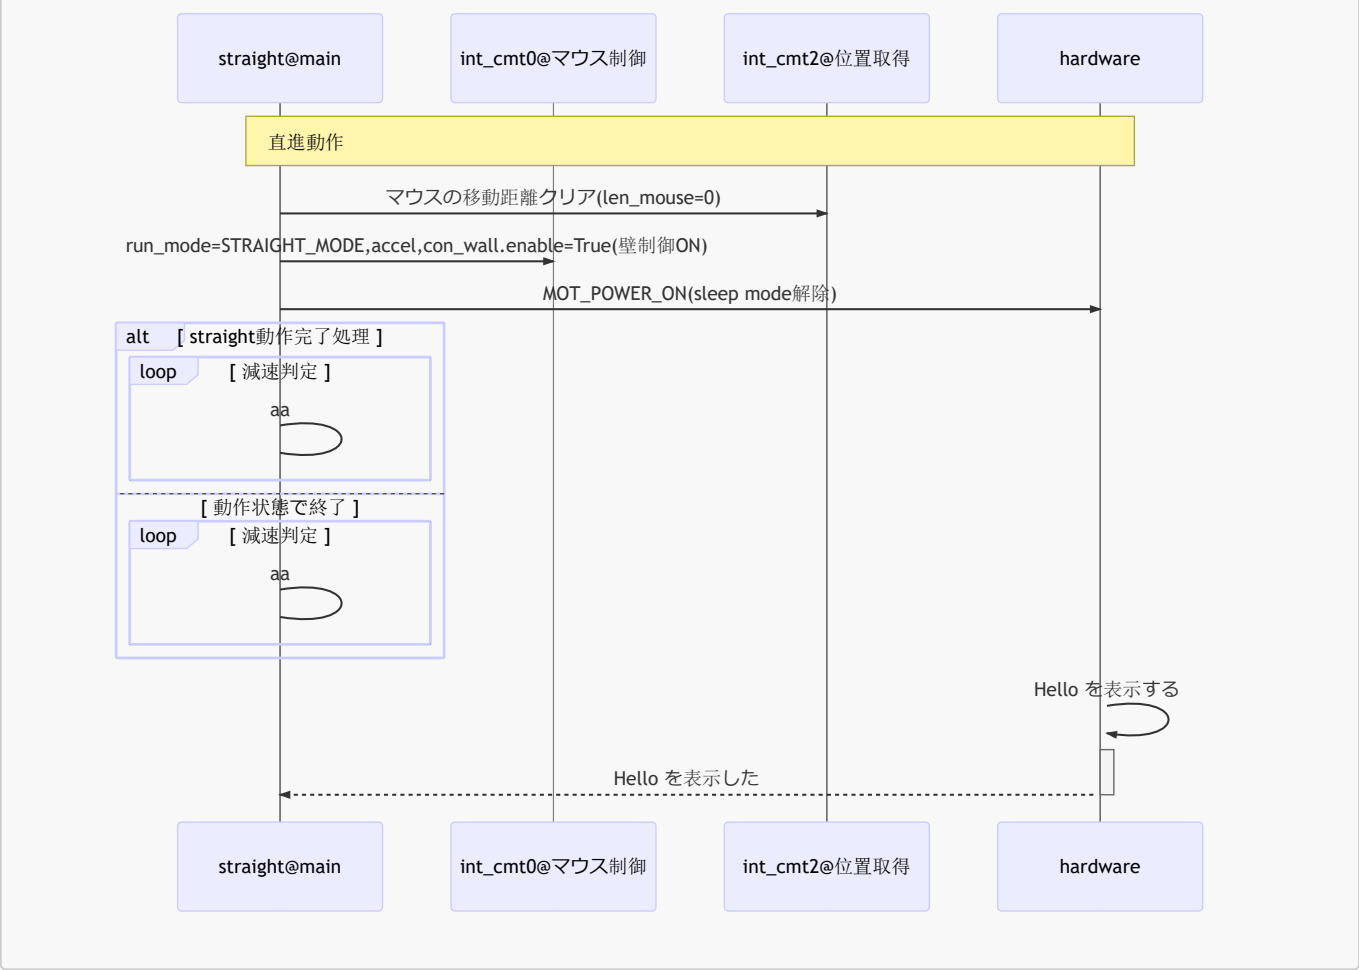 straight@main
int_cmt0@マウス制御
int_cmt2@位置取得
hardware
直進動作
マウスの移動距離クリア(len_mouse=0)
run_mode=STRAIGHT_MODE,accel,con_wall.enable=True(壁制御ON)
MOT_POWER_ON(sleep mode解除)
alt [ straight動作完了処理 ]
loop [ 減速判定 ]
aa
[ 動作状態で終了 ]
loop [ 減速判定 ]
aa
Hello を表示する
Hello を表示した
straight@main
int_cmt0@マウス制御
int_cmt2@位置取得
hardware